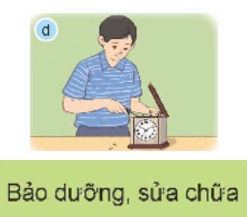 d
Bảo dưỡng, sửa chữa